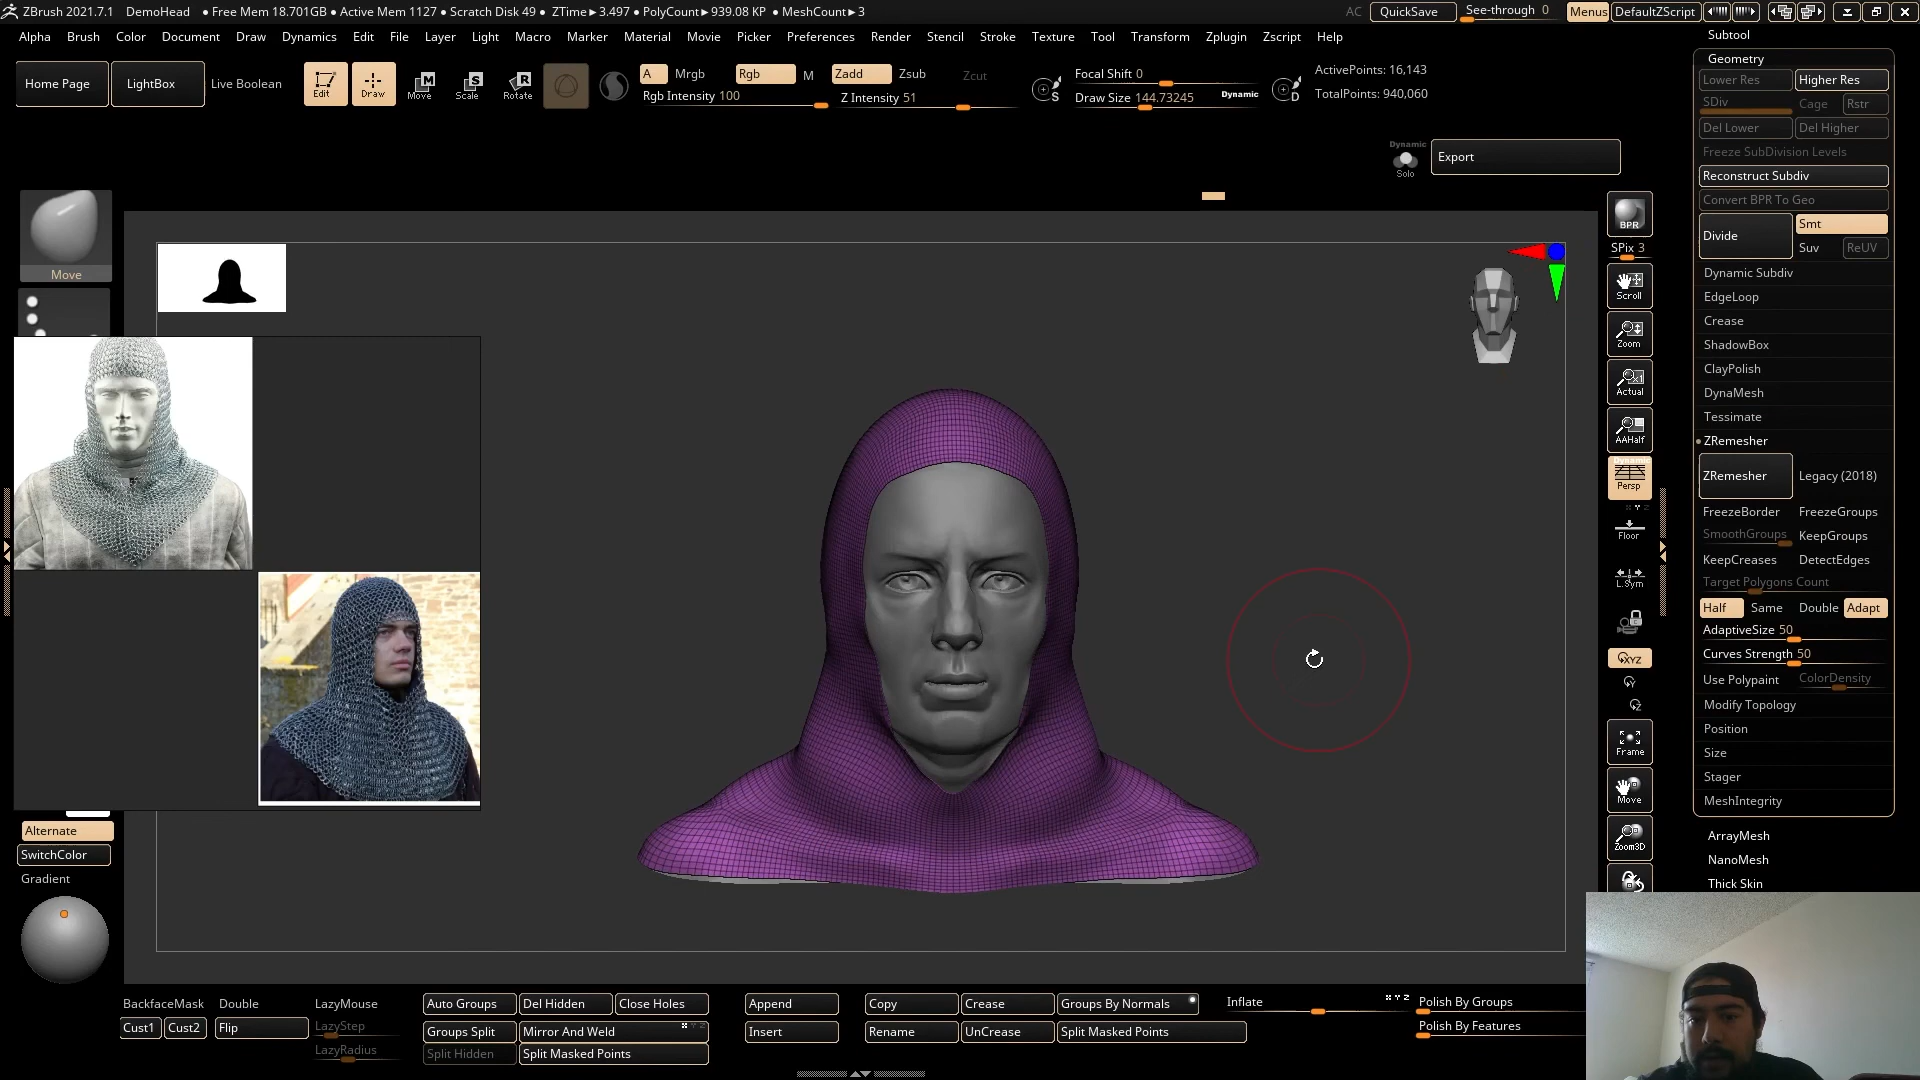 ZBrush 2021.7.1 DemoHead • Free Mem 18.701GB • Active Mem 1127 • Scratch Disk 49 • ZTime►3.497 • PolyCount►939.08 KP • MeshCount►3
AC QuickSave See-through 0 Menus DefaultZScript
Alpha Brush Color Document Draw Dynamics Edit File Layer Light Macro Marker Material Movie Picker Preferences Render Stencil Stroke Texture Tool Transform Zplugin Zscript Help
Home Page LightBox Live Boolean
Edit Draw Move Scale Rotate
A Mrgb Rgb M Zadd Zsub Zcut
Rgb Intensity 100 Z Intensity 51
S Focal Shift 0
Draw Size 144.73245 Dynamic D
ActivePoints: 16,143
TotalPoints: 940,060
Dynamic
Solo
Export
Move
Alternate
SwitchColor
Gradient
BPR
SPix 3
Scroll
Zoom
Actual
AAHalf
Dynamic
Persp
Floor
L.Sym
XYZ
Y
Z
Frame
Move
Zoom3D
Subtool
Geometry
Lower Res Higher Res
SDiv Cage Rstr
Del Lower Del Higher
Freeze SubDivision Levels
Reconstruct Subdiv
Convert BPR To Geo
Divide Smt
Suv ReUV
Dynamic Subdiv
EdgeLoop
Crease
ShadowBox
ClayPolish
DynaMesh
Tessimate
ZRemesher
ZRemesher Legacy (2018)
FreezeBorder FreezeGroups
SmoothGroups KeepGroups
KeepCreases DetectEdges
Target Polygons Count
Half Same Double Adapt
AdaptiveSize 50
Curves Strength 50
Use Polypaint ColorDensity
Modify Topology
Position
Size
Stager
MeshIntegrity
ArrayMesh
NanoMesh
Thick Skin
BackfaceMask Double LazyMouse
Cust1 Cust2 Flip LazyStep
LazyRadius
Auto Groups Del Hidden Close Holes
Groups Split Mirror And Weld
Split Hidden Split Masked Points
Append
Insert
Copy Crease Groups By Normals
Rename UnCrease Split Masked Points
Inflate X Y Z
Polish By Groups
Polish By Features